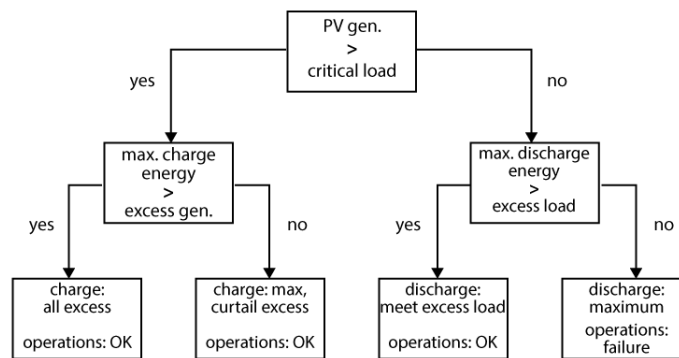 PV gen.
>
critical load
yes
no
max. charge
energy
>
excess gen.
max. discharge
energy
>
excess load
yes
no
yes
no
charge:
all excess
operations: OK
charge: max,
curtail excess
operations: OK
discharge:
meet excess load
operations: OK
discharge:
maximum
operations:
failure